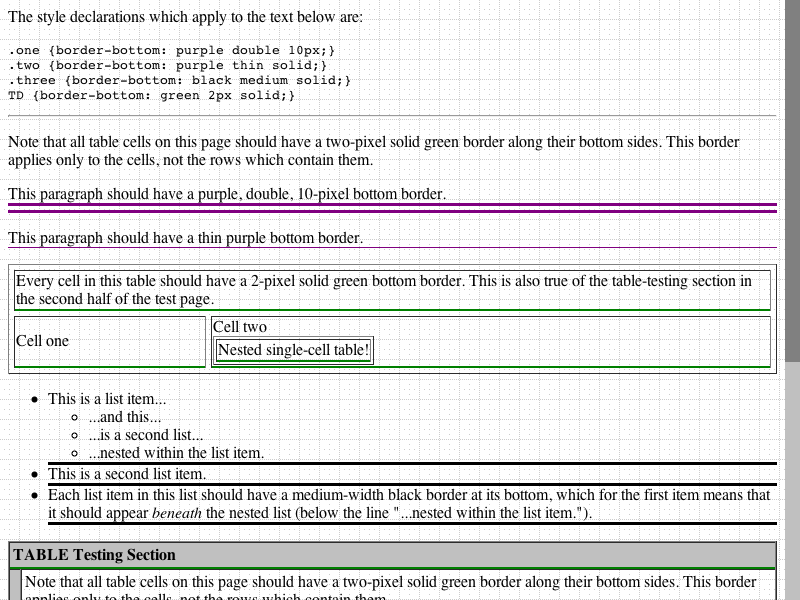 The style declarations which apply to the text below are:
.one {border-bottom: purple double 10px;}
.two {border-bottom: purple thin solid;}
.three {border-bottom: black medium solid;}
TD {border-bottom: green 2px solid;}
Note that all table cells on this page should have a two-pixel solid green border along their bottom sides. This border
applies only to the cells, not the rows which contain them.
This paragraph should have a purple, double, 10-pixel bottom border.
This paragraph should have a thin purple bottom border.
Every cell in this table should have a 2-pixel solid green bottom border. This is also true of the table-testing section in
the second half of the test page.
Cell one
Cell two
Nested single-cell table!
This is a list item...
...and this...
...is a second list...
...nested within the list item.
This is a second list item.
Each list item in this list should have a medium-width black border at its bottom, which for the first item means that
it should appear beneath the nested list (below the line "...nested within the list item.").
TABLE Testing Section
Note that all table cells on this page should have a two-pixel solid green border along their bottom sides. This border
applies only to the cells, not the rows which contain them.